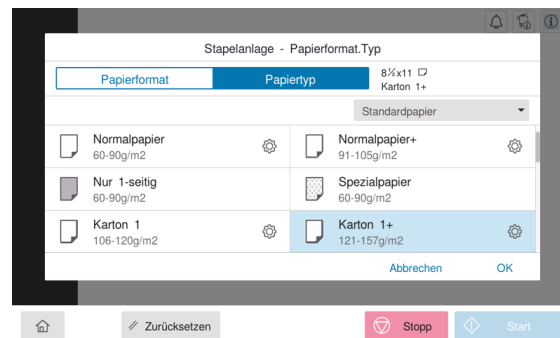 Stapelanlage - Papierformat.Typ
Papierformat
Papiertyp
8½x11
Karton 1+
Standardpapier
Normalpapier
60-90g/m2
Normalpapier+
91-105g/m2
Nur 1-seitig
60-90g/m2
Spezialpapier
60-90g/m2
Karton 1
106-120g/m2
Karton 1+
121-157g/m2
Abbrechen
OK
Zurücksetzen
Stopp
Start